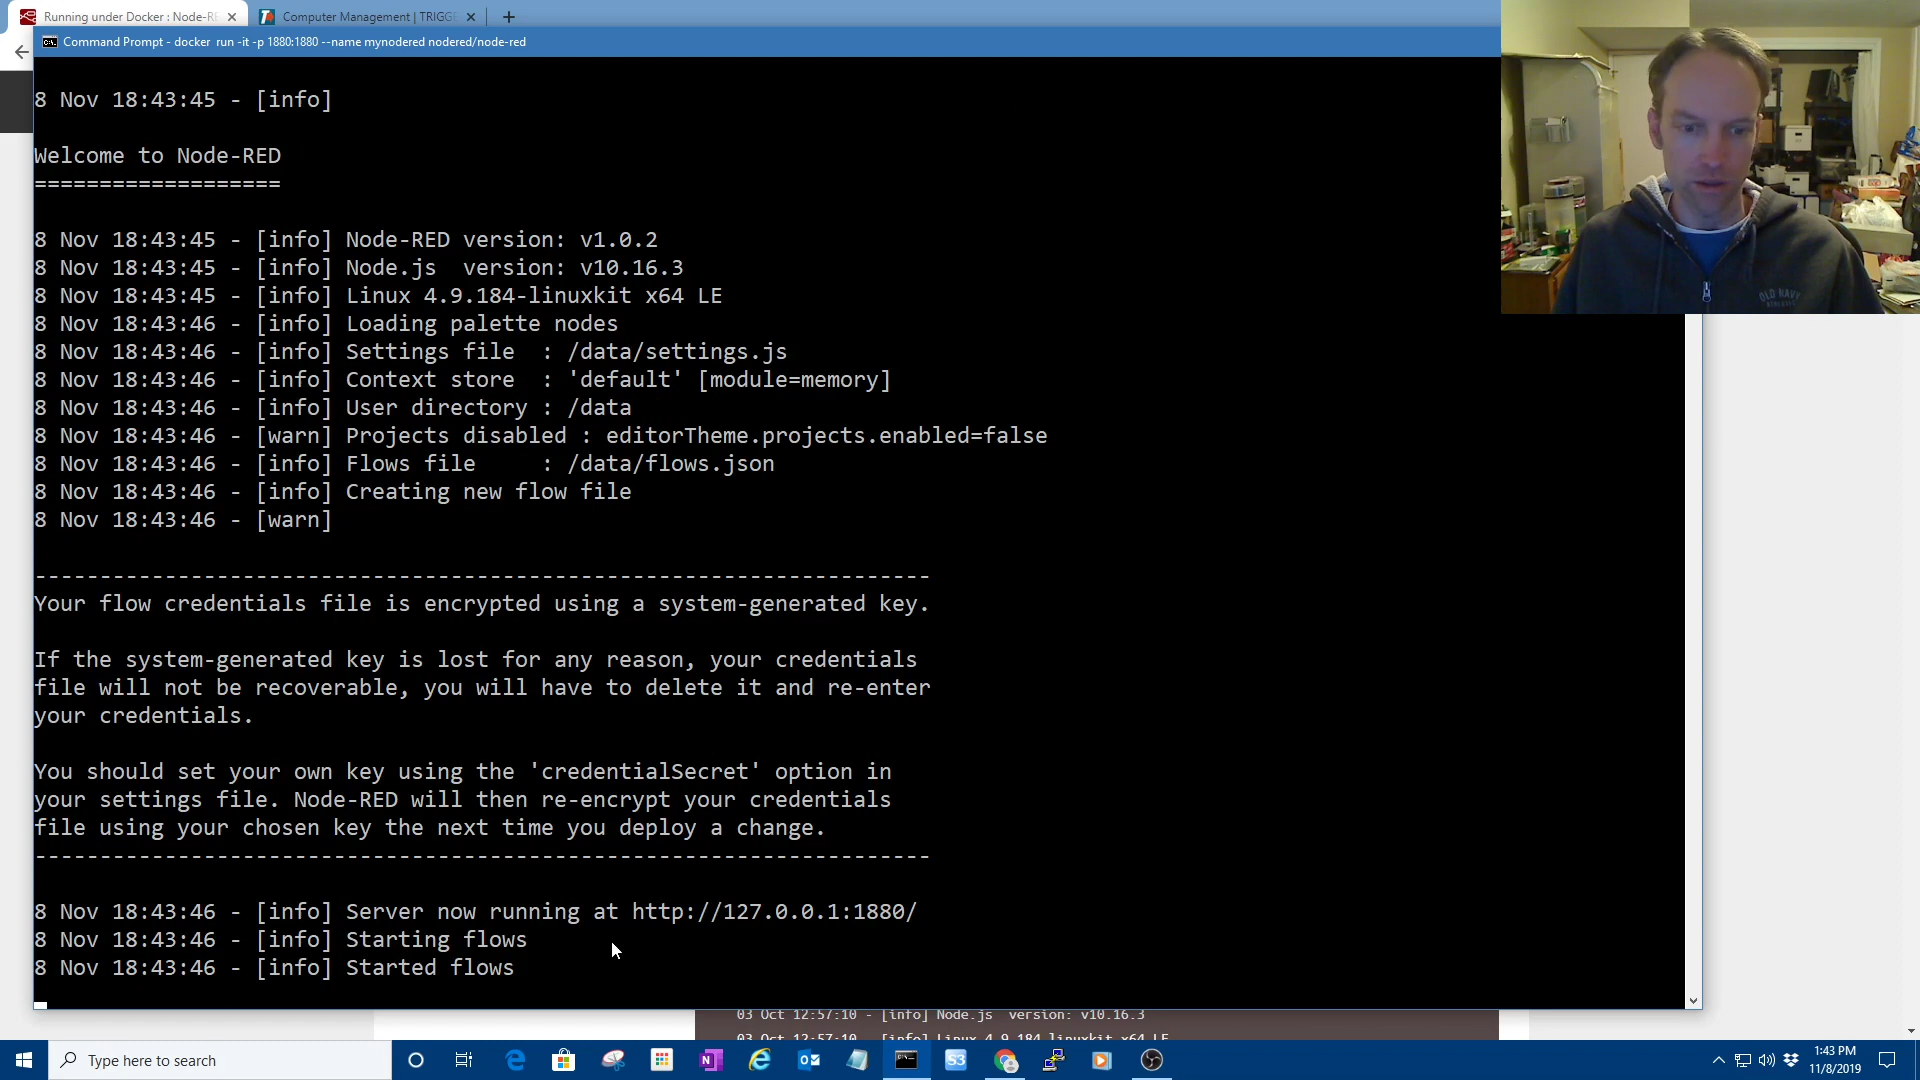 Running under Docker : Node-RE
Computer Management | TRIGGE
Command Prompt - docker run -it -p 1880:1880 --name mynodered nodered/node-red
8 Nov 18:43:45 - [info]
Welcome to Node-RED
===================
8 Nov 18:43:45 - [info] Node-RED version: v1.0.2
8 Nov 18:43:45 - [info] Node.js  version: v10.16.3
8 Nov 18:43:45 - [info] Linux 4.9.184-linuxkit x64 LE
8 Nov 18:43:46 - [info] Loading palette nodes
8 Nov 18:43:46 - [info] Settings file  : /data/settings.js
8 Nov 18:43:46 - [info] Context store  : 'default' [module=memory]
8 Nov 18:43:46 - [info] User directory : /data
8 Nov 18:43:46 - [warn] Projects disabled : editorTheme.projects.enabled=false
8 Nov 18:43:46 - [info] Flows file     : /data/flows.json
8 Nov 18:43:46 - [info] Creating new flow file
8 Nov 18:43:46 - [warn]
---------------------------------------------------------------------
Your flow credentials file is encrypted using a system-generated key.
If the system-generated key is lost for any reason, your credentials
file will not be recoverable, you will have to delete it and re-enter
your credentials.
You should set your own key using the 'credentialSecret' option in
your settings file. Node-RED will then re-encrypt your credentials
file using your chosen key the next time you deploy a change.
---------------------------------------------------------------------
8 Nov 18:43:46 - [info] Server now running at http://127.0.0.1:1880/
8 Nov 18:43:46 - [info] Starting flows
8 Nov 18:43:46 - [info] Started flows
03 Oct 12:57:10 - [info] Node.js  version: v10.16.3
03 Oct 12:57:10 - [info] Linux 4.9.184-linuxkit x64 LE
OLD NAVY
Type here to search
S3
1:43 PM
11/8/2019